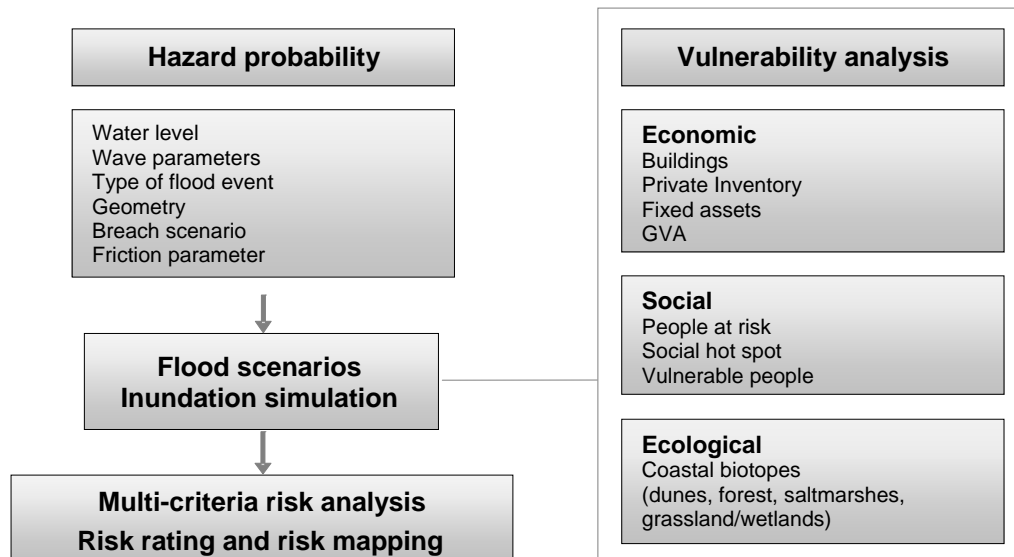 Hazard probability
Water level
Wave parameters
Type of flood event
Geometry
Breach scenario
Friction parameter
Flood scenarios
Inundation simulation
Multi-criteria risk analysis
Risk rating and risk mapping
Vulnerability analysis
Economic
Buildings
Private Inventory
Fixed assets
GVA
Social
People at risk
Social hot spot
Vulnerable people
Ecological
Coastal biotopes
(dunes, forest, saltmarshes,
grassland/wetlands)